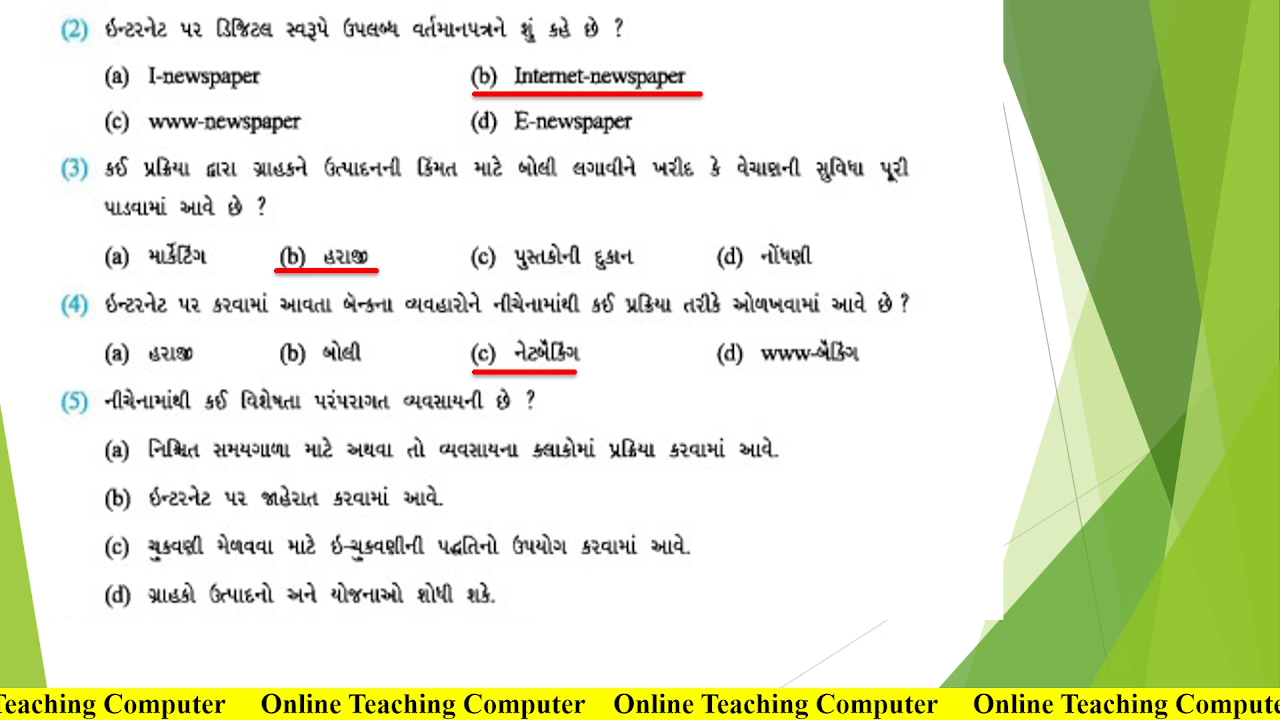 (2) ઇન્ટરનેટ પર ડિજિટલ સ્વરૂપે ઉપલબ્ધ વર્તમાનપત્રને શું કહે છે ?
(a) I-newspaper (b) Internet-newspaper
(c) www-newspaper (d) E-newspaper
(3) કઈ પ્રક્રિયા દ્વારા ગ્રાહકને ઉત્પાદનની કિંમત માટે બોલી લગાવીને ખરીદ કે વેચાણની સુવિધા પૂરી
પાડવામાં આવે છે ?
(a) માર્કેટિંગ (b) હરાજી (c) પુસ્તકોની દુકાન (d) નોંધણી
(4) ઇન્ટરનેટ પર કરવામાં આવતા બૅન્કના વ્યવહારોને નીચેનામાંથી કઈ પ્રક્રિયા તરીકે ઓળખવામાં આવે છે ?
(a) હરાજી (b) બોલી (c) નેટબૅંકિંગ (d) www-બૅંકિંગ
(5) નીચેનામાંથી કઈ વિશેષતા પરંપરાગત વ્યવસાયની છે ?
(a) નિશ્ચિત સમયગાળા માટે અથવા તો વ્યવસાયના કલાકોમાં પ્રક્રિયા કરવામાં આવે.
(b) ઇન્ટરનેટ પર જાહેરાત કરવામાં આવે.
(c) ચુકવણી મેળવવા માટે ઇ-ચુકવણીની પદ્ધતિનો ઉપયોગ કરવામાં આવે.
(d) ગ્રાહકો ઉત્પાદનો અને યોજનાઓ શોધી શકે.
Teaching Computer Online Teaching Computer Online Teaching Computer Online Teaching Compute